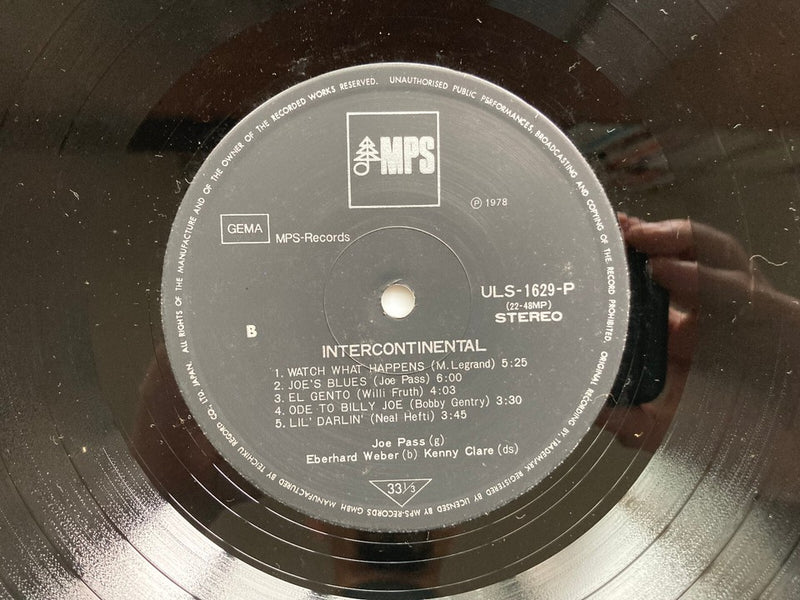 ALL RIGHTS OF THE MANUFACTURE AND OF THE OWNER OF THE RECORDED WORKS RESERVED. UNAUTHORISED PUBLIC PERFORMANCES, BROADCASTING AND COPYING OF THE RECORD PROHIBITED. ORIGINAL RECORDING BY TRADEMARK REGISTERED BY LICENSED BY MPS-RECORDS GMBH. MANUFACTURED BY TEICHIKU RECORD CO., LTD. JAPAN.
MPS
℗ 1978
GEMA
MPS-Records
ULS-1629-P
(22-48MP)
STEREO
B
INTERCONTINENTAL
1. WATCH WHAT HAPPENS (M.Legrand) 5:25
2. JOE'S BLUES (Joe Pass) 6:00
3. EL GENTO (Willi Fruth) 4:03
4. ODE TO BILLY JOE (Bobby Gentry) 3:30
5. LIL' DARLIN' (Neal Hefti) 3:45
Joe Pass (g)
Eberhard Weber (b) Kenny Clare (ds)
33 1/3